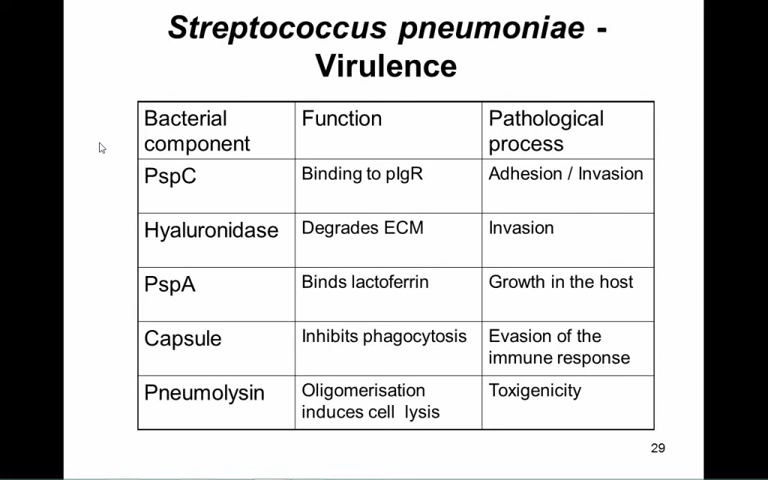 Streptococcus pneumoniae -
Virulence
Bacterial
component
Function
Pathological
process
PspC
Binding to pIgR
Adhesion / Invasion
Hyaluronidase
Degrades ECM
Invasion
PspA
Binds lactoferrin
Growth in the host
Capsule
Inhibits phagocytosis
Evasion of the
immune response
Pneumolysin
Oligomerisation
induces cell lysis
Toxigenicity
29